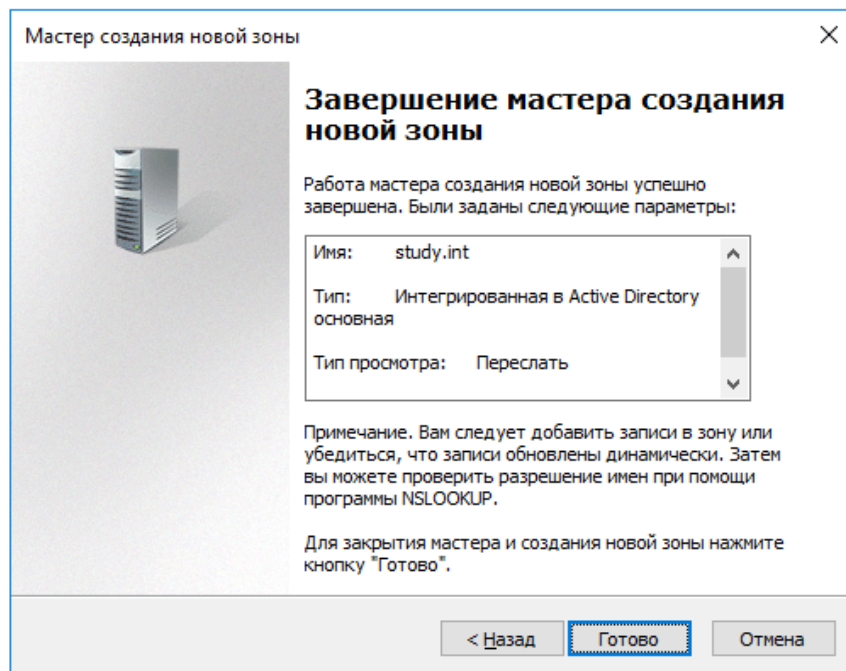 Мастер создания новой зоны
Завершение мастера создания
новой зоны
Работа мастера создания новой зоны успешно
завершена. Были заданы следующие параметры:
Имя: study.int
Тип: Интегрированная в Active Directory
основная
Тип просмотра: Переслать
Примечание. Вам следует добавить записи в зону или
убедиться, что записи обновлены динамически. Затем
вы можете проверить разрешение имен при помощи
программы NSLOOKUP.
Для закрытия мастера и создания новой зоны нажмите
кнопку "Готово".
< Назад Готово Отмена